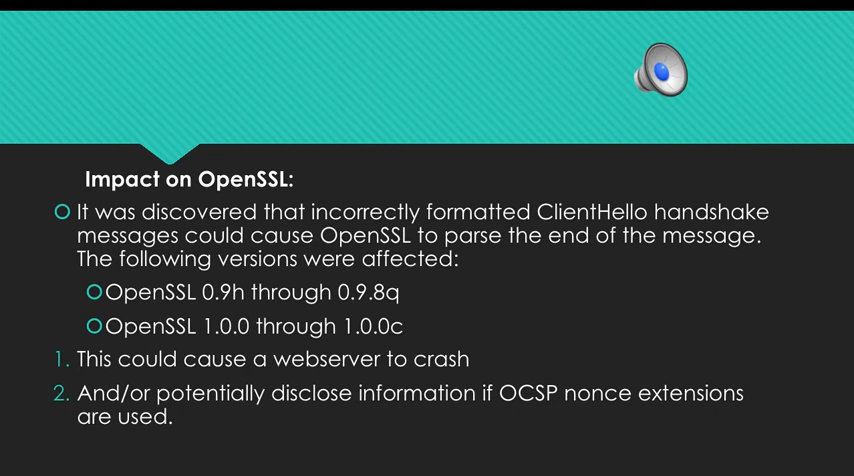 Impact on OpenSSL:
It was discovered that incorrectly formatted ClientHello handshake
messages could cause OpenSSL to parse the end of the message.
The following versions were affected:
OpenSSL 0.9h through 0.9.8q
OpenSSL 1.0.0 through 1.0.0c
1. This could cause a webserver to crash
2. And/or potentially disclose information if OCSP nonce extensions
are used.